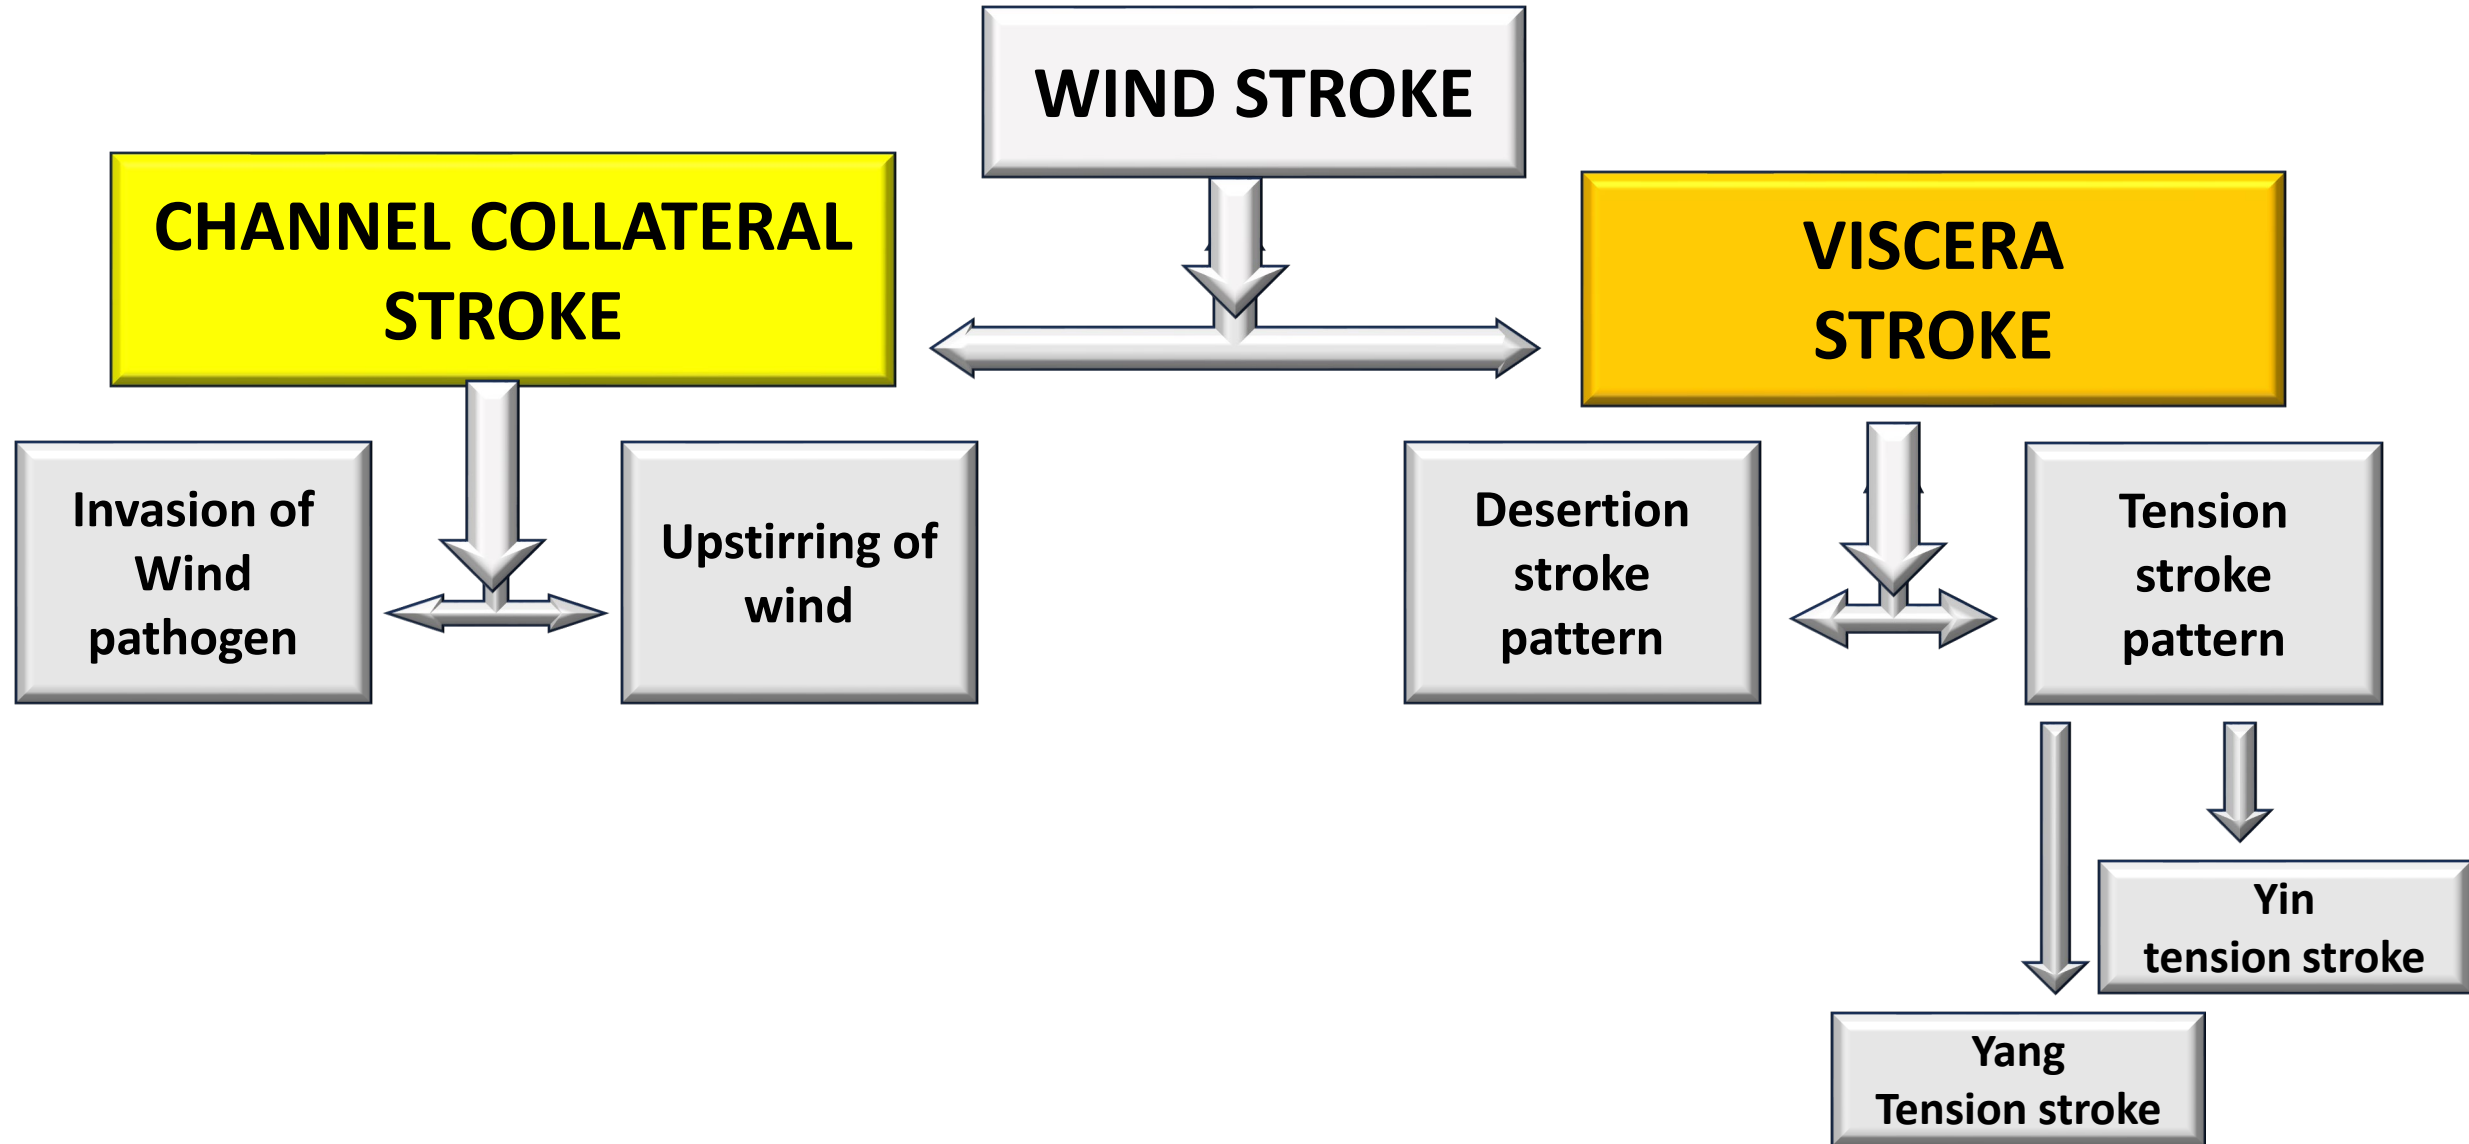 WIND STROKE
CHANNEL COLLATERAL
STROKE
VISCERA
STROKE
Invasion of
Wind
pathogen
Upstirring of
wind
Desertion
stroke
pattern
Tension
stroke
pattern
Yin
tension stroke
Yang
Tension stroke